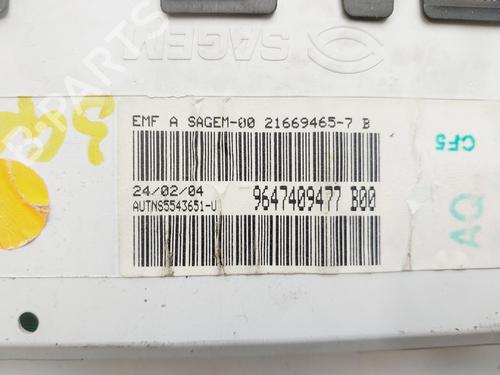 SAGEM
EMF A SAGEM-00 21669465-7 B
24/02/04
9647409477 B00
AUTNS5543651-U
CF5
AQ